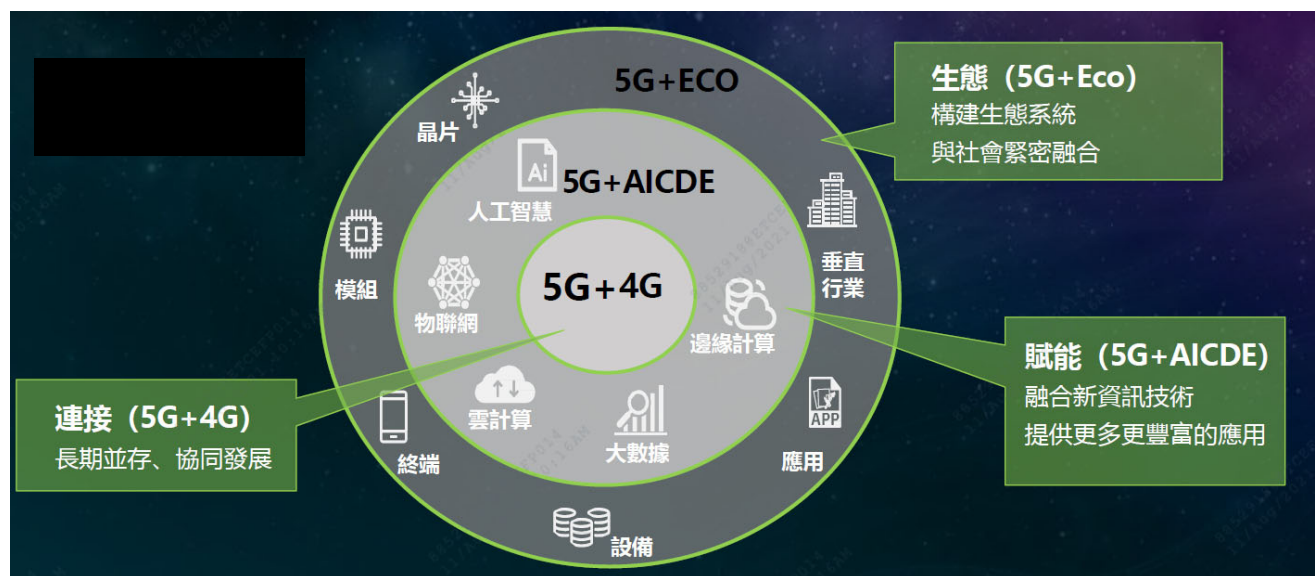 5G+ECO
晶片
模組
終端
設備
應用
垂直
行業
5G+AICDE
Ai
人工智慧
物聯網
雲計算
大數據
邊緣計算
5G+4G
APP
生態（5G+Eco）
構建生態系統
與社會緊密融合
賦能（5G+AICDE）
融合新資訊技術
提供更多更豐富的應用
連接（5G+4G）
長期並存、協同發展